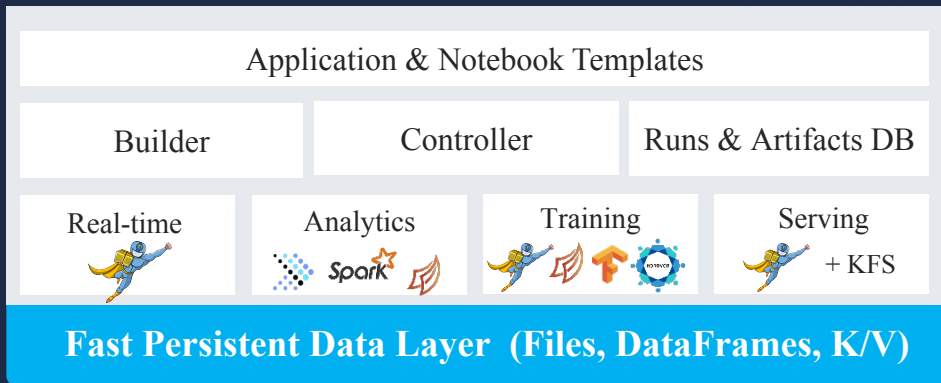 Application & Notebook Templates
Builder
Controller
Runs & Artifacts DB
Real-time
Analytics
Training
Serving
Spark
+ KFS
Fast Persistent Data Layer (Files, DataFrames, K/V)